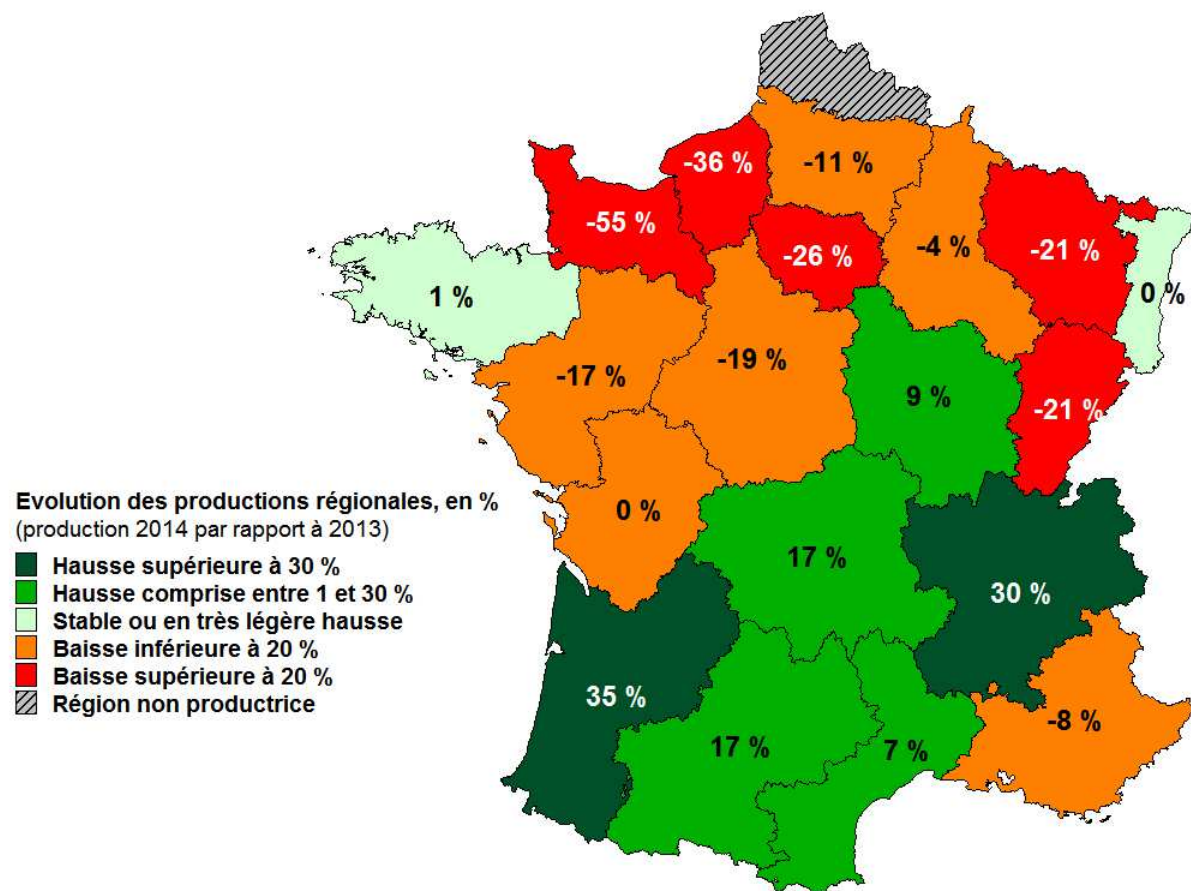 -36 %
-11 %
-55 %
-26 %
-4 %
-21 %
0 %
1 %
-17 %
-19 %
9 %
-21 %
0 %
17 %
30 %
35 %
17 %
7 %
-8 %
Evolution des productions régionales, en %
(production 2014 par rapport à 2013)
Hausse supérieure à 30 %
Hausse comprise entre 1 et 30 %
Stable ou en très légère hausse
Baisse inférieure à 20 %
Baisse supérieure à 20 %
Région non productrice